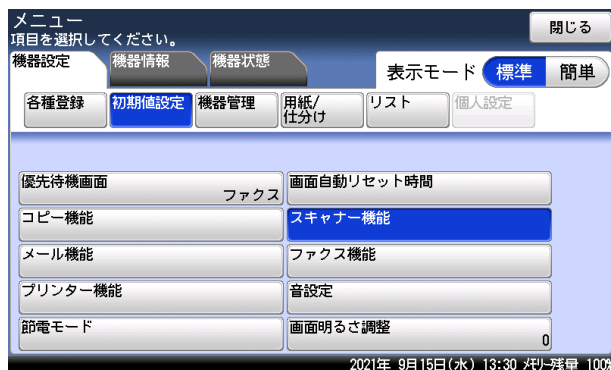 メニュー
閉じる
項目を選択してください。
機器設定 機器情報 機器状態
表示モード 標準 簡単
各種登録 初期値設定 機器管理 用紙/ リスト 個人設定
仕分け
優先待機画面 画面自動リセット時間
ファクス
コピー機能 スキャナー機能
メール機能 ファクス機能
プリンター機能 音設定
節電モード 画面明るさ調整
0
2021年 9月15日(水) 13:30 メモリー残量 100%